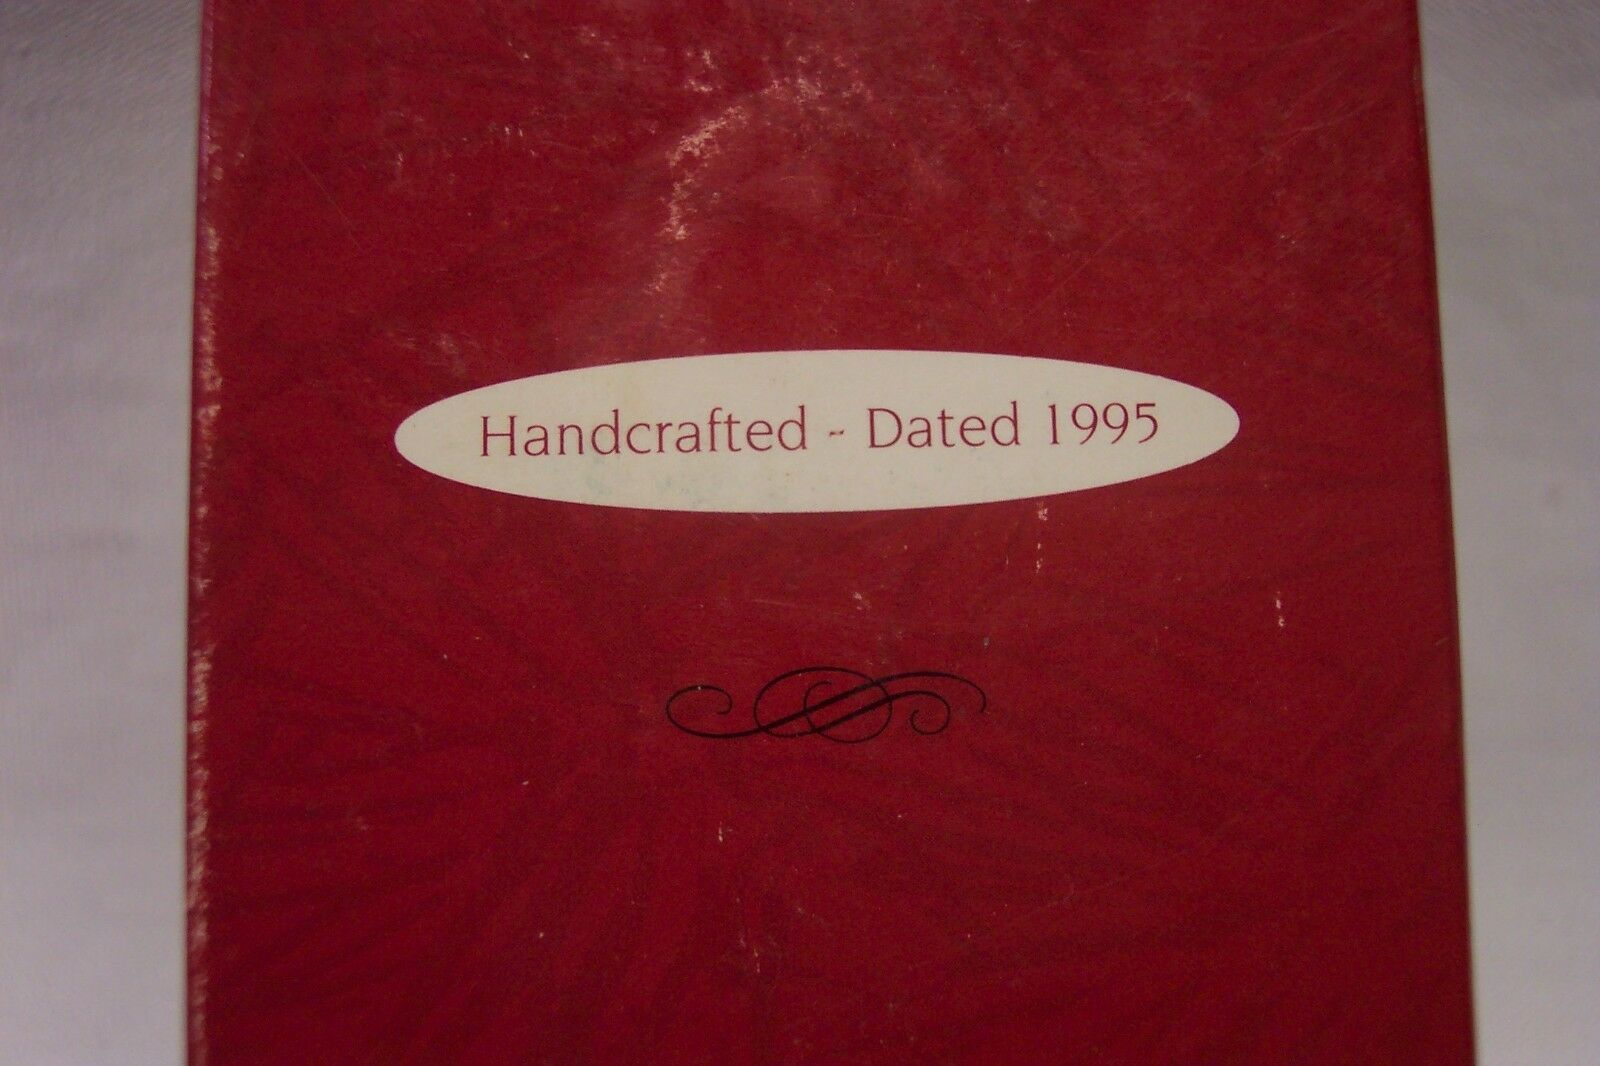 Handcrafted - Dated 1995